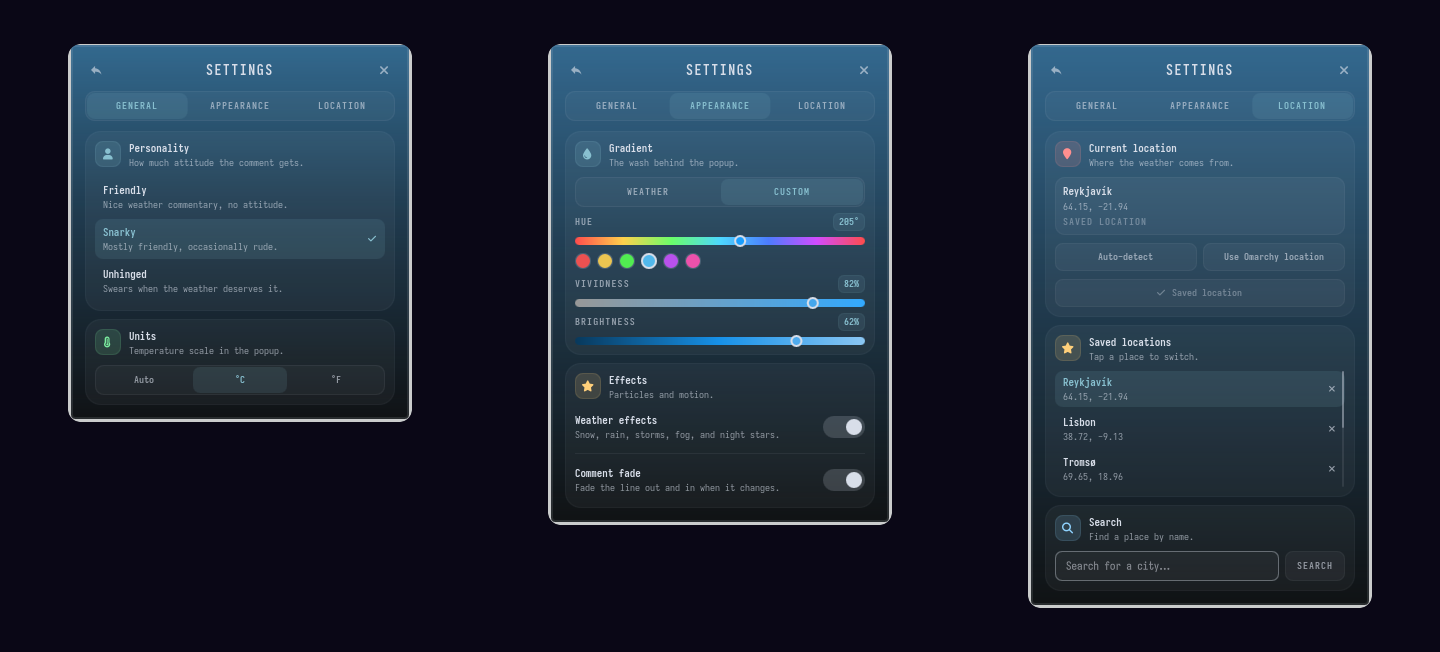 SETTINGS
GENERAL APPEARANCE LOCATION
Personality
How much attitude the comment gets.
Friendly
Nice weather commentary, no attitude.
Snarky
Mostly friendly, occasionally rude.
Unhinged
Swears when the weather deserves it.
Units
Temperature scale in the popup.
Auto °C °F
SETTINGS
GENERAL APPEARANCE LOCATION
Gradient
The wash behind the popup.
WEATHER CUSTOM
HUE 205°
VIVIDNESS 82%
BRIGHTNESS 62%
Effects
Particles and motion.
Weather effects
Snow, rain, storms, fog, and night stars.
Comment fade
Fade the line out and in when it changes.
SETTINGS
GENERAL APPEARANCE LOCATION
Current location
Where the weather comes from.
Reykjavík
64.15, −21.94
SAVED LOCATION
Auto-detect Use Omarchy location
Saved location
Saved locations
Tap a place to switch.
Reykjavík
64.15, −21.94
Lisbon
38.72, −9.13
Tromsø
69.65, 18.96
Search
Find a place by name.
Search for a city... SEARCH